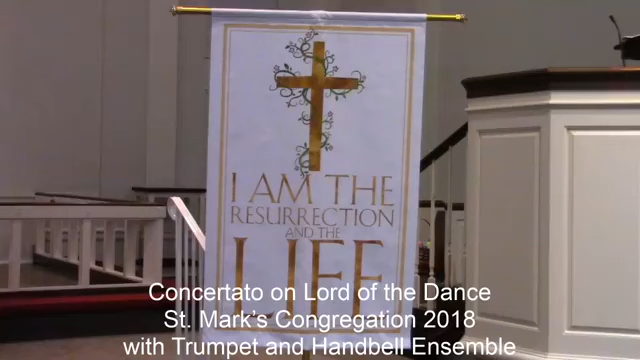 I AM THE
RESURRECTION
AND THE
LIFE
Concertato on Lord of the Dance
St. Mark's Congregation 2018
with Trumpet and Handbell Ensemble